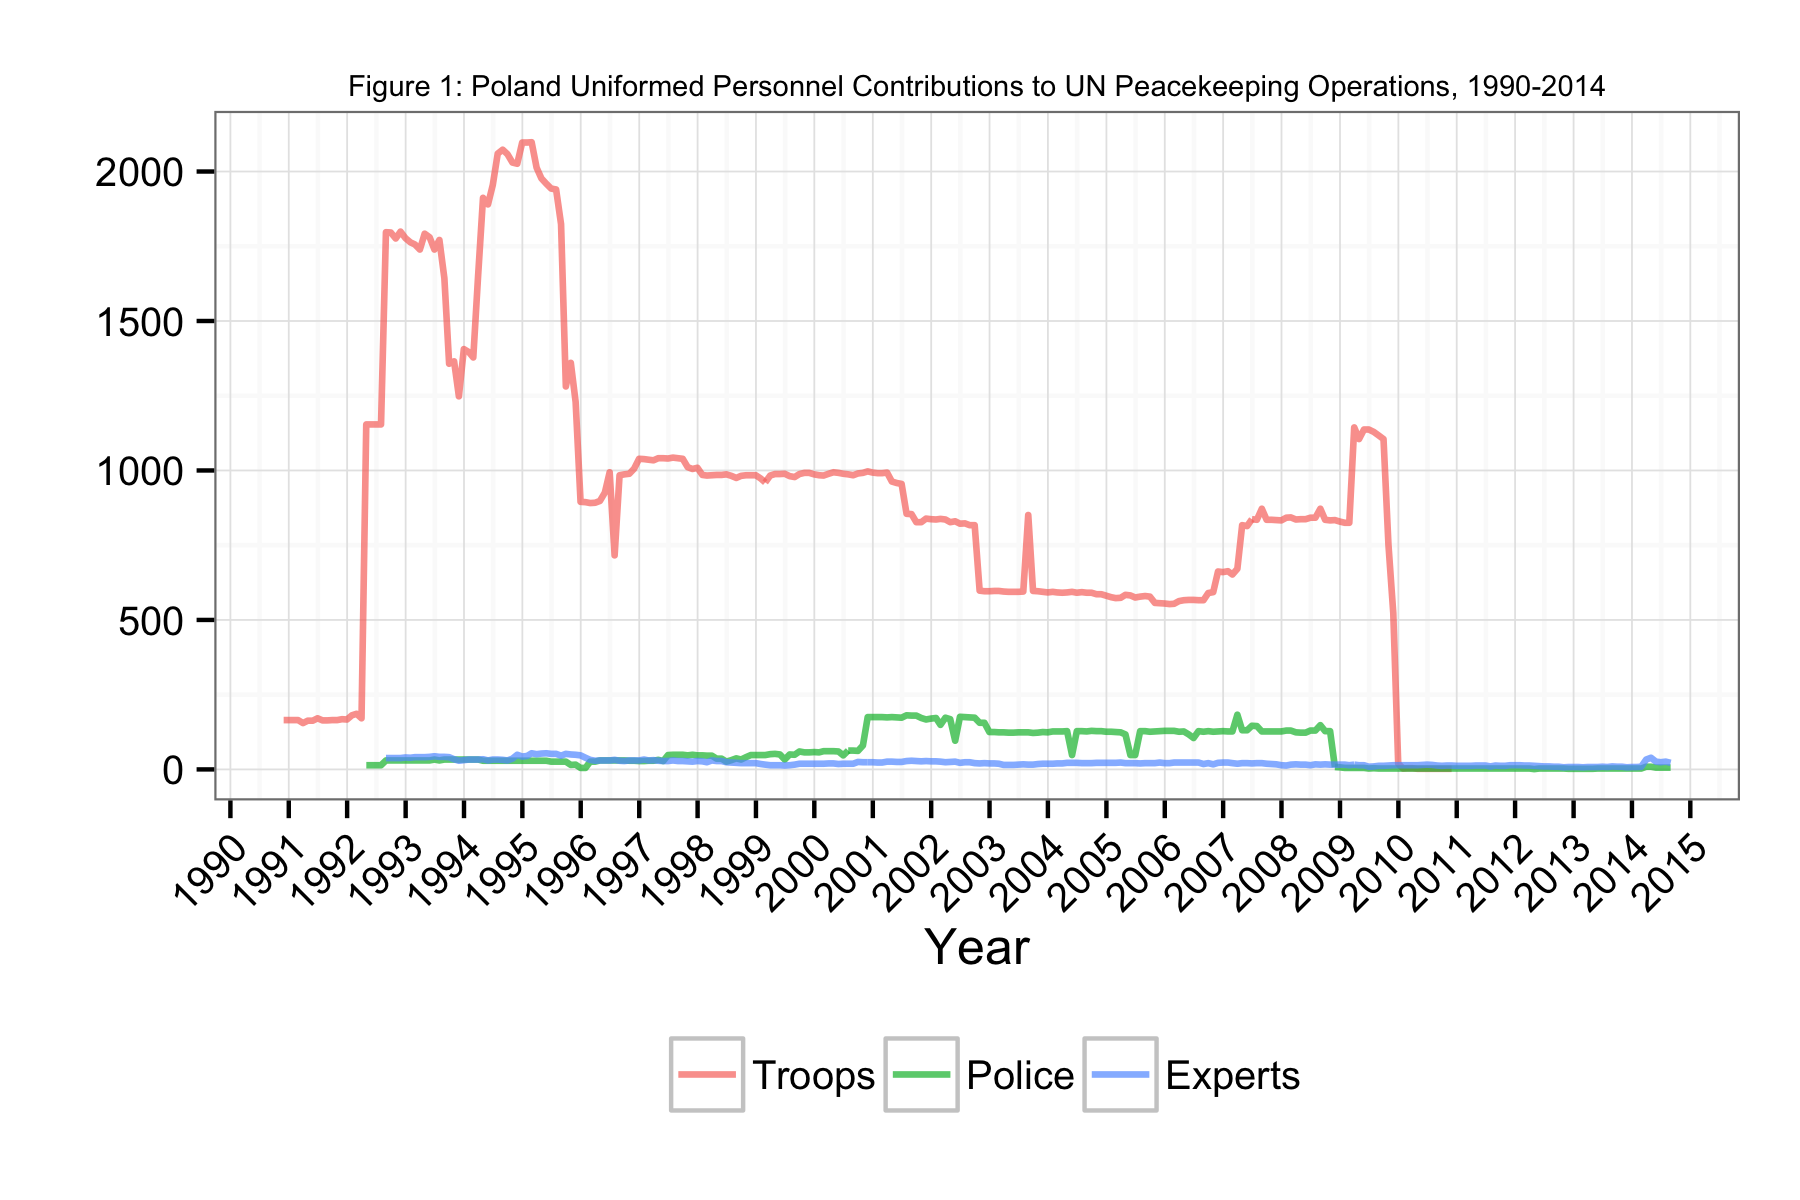 Figure 1: Poland Uniformed Personnel Contributions to UN Peacekeeping Operations, 1990-2014
2000
1500
1000
500
0
1990 1991 1992 1993 1994 1995 1996 1997 1998 1999 2000 2001 2002 2003 2004 2005 2006 2007 2008 2009 2010 2011 2012 2013 2014 2015
Year
Troops Police Experts